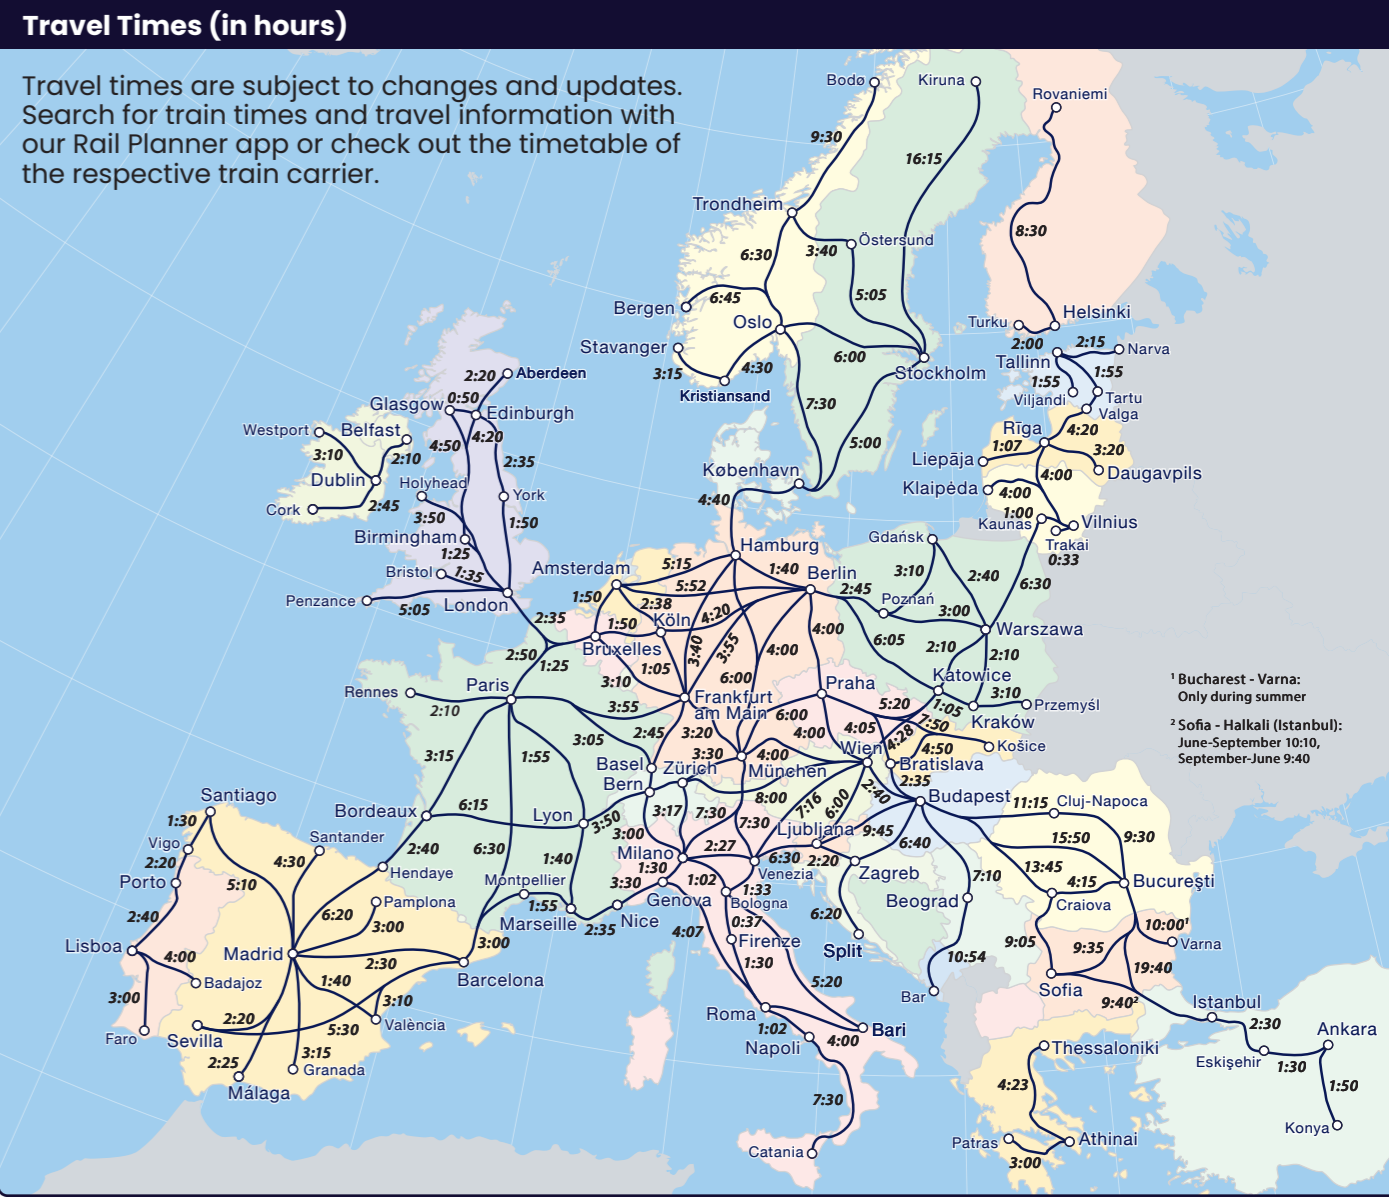 Travel Times (in hours)
Travel times are subject to changes and updates.
Search for train times and travel information with
our Rail Planner app or check out the timetable of
the respective train carrier.
Bodø
Kiruna
Rovaniemi
9:30
16:15
Trondheim
8:30
Östersund
6:30
3:40
5:05
6:45
Bergen
Oslo
Turku
Helsinki
2:00
2:15
Narva
Stavanger
6:00
Tallinn
3:15
4:30
Stockholm
1:55
1:55
Kristiansand
Viljandi
Tartu
Valga
2:20
Aberdeen
0:50
Glasgow
Edinburgh
7:30
Westport
Belfast
4:50
4:20
5:00
Rīga
4:20
1:07
3:20
3:10
2:10
2:35
Liepāja
Daugavpils
Dublin
Holyhead
København
4:00
Klaipėda
4:00
Cork
2:45
3:50
York
4:40
1:00
Kaunas
Vilnius
Birmingham
1:50
Gdańsk
Trakai
1:25
Hamburg
0:33
Bristol
1:35
Amsterdam
5:15
1:40
Berlin
3:10
2:40
6:30
Penzance
5:05
London
1:50
5:52
2:45
Poznań
2:38
3:00
2:35
1:50
Köln
4:20
4:00
Warszawa
2:50
1:25
Bruxelles
3:40
3:55
4:00
6:05
2:10
2:10
1:05
3:10
6:00
Katowice
Rennes
Paris
Praha
2:10
Frankfurt
am Main
6:00
5:20
1:05
3:10
Przemyśl
3:55
Kraków
3:15
1:55
3:05
2:45
3:20
4:00
4:05
4:28
7:50
4:50
Košice
3:30
4:00
Wien
Basel
Zürich
München
Bratislava
Bern
2:35
2:40
Budapest
Santiago
8:00
7:16
6:00
11:15
Cluj-Napoca
Bordeaux
6:15
Lyon
3:50
3:17
7:30
7:30
1:30
Ljubljana
9:45
6:40
15:50
9:30
Vigo
Santander
3:00
2:20
4:30
2:40
6:30
1:40
Milano
2:27
6:30
2:20
13:45
Porto
Hendaye
1:30
Venezia
Zagreb
7:10
4:15
Bucureşti
5:10
Montpellier
3:30
1:02
1:33
Pamplona
1:55
Genova
Bologna
Beograd
Craiova
2:40
6:20
3:00
Marseille
2:35
Nice
0:37
6:20
10:00¹
Lisboa
4:07
Firenze
9:05
9:35
Varna
4:00
Madrid
2:30
3:00
Split
10:54
19:40
Badajoz
1:40
Barcelona
1:30
5:20
Bar
Sofia
3:00
3:10
9:40²
Istanbul
Faro
2:20
Sevilla
5:30
València
Roma
1:02
Bari
2:30
Ankara
Napoli
4:00
Thessaloniki
Eskişehir
1:30
2:25
3:15
Granada
4:23
1:50
Málaga
7:30
Konya
Patras
Athinai
Catania
3:00
¹ Bucharest - Varna:
Only during summer
² Sofia - Halkali (Istanbul):
June-September 10:10,
September-June 9:40